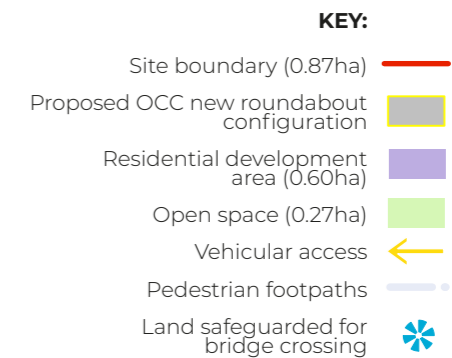 KEY:
Site boundary (0.87ha)
Proposed OCC new roundabout
configuration
Residential development
area (0.60ha)
Open space (0.27ha)
Vehicular access
Pedestrian footpaths
Land safeguarded for
bridge crossing